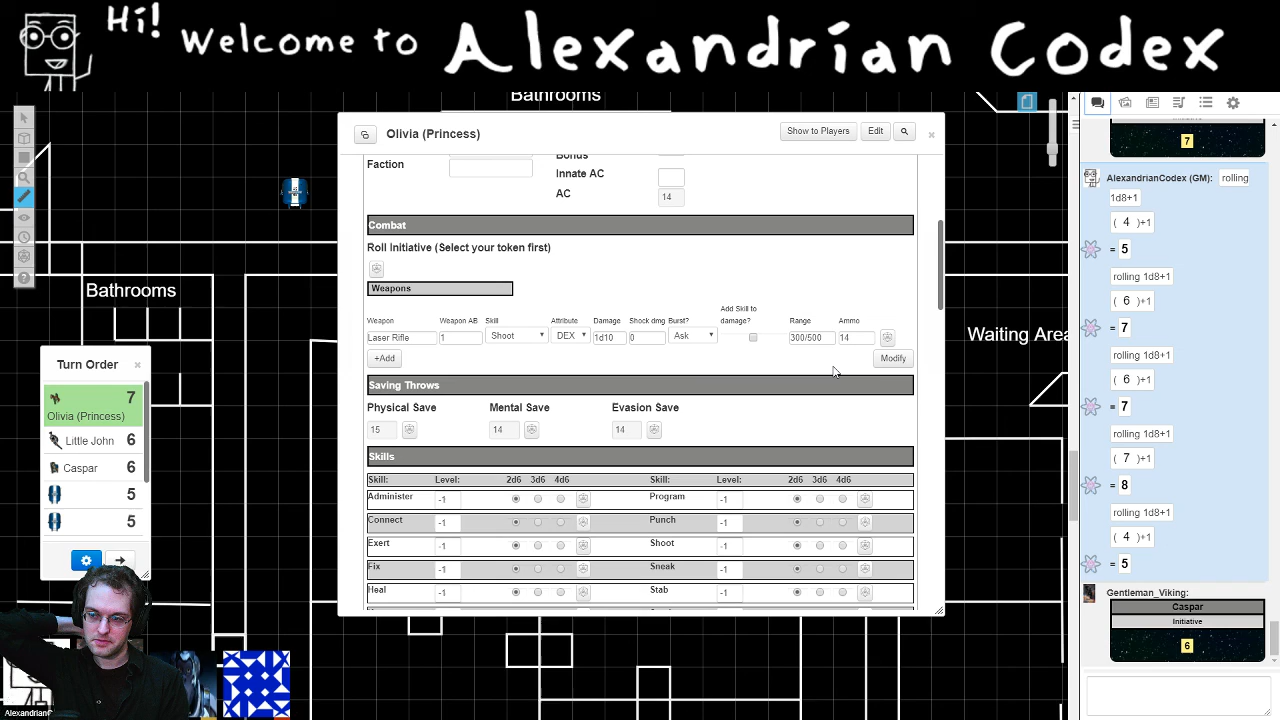 Hi! Welcome to Alexandrian Codex
Bathrooms
Olivia (Princess)
Show to Players
Edit
Faction
Bonus
Innate AC
AC
14
Combat
Roll Initiative (Select your token first)
Weapons
Weapon Weapon AB Skill Attribute Damage Shock dmg Burst? Add Skill to damage? Range Ammo
Laser Rifle 1 Shoot DEX 1d10 0 Ask 300/500 14
+Add
Modify
Saving Throws
Physical Save Mental Save Evasion Save
15 14 14
Skills
Skill: Level: 2d6 3d6 4d6 Skill: Level: 2d6 3d6 4d6
Administer -1 Program -1
Connect -1 Punch -1
Exert -1 Shoot -1
Fix -1 Sneak -1
Heal -1 Stab -1
Bathrooms
Waiting Area
Turn Order
7
Olivia (Princess)
Little John 6
Caspar 6
5
5
7
AlexandrianCodex (GM): rolling
1d8+1
( 4 )+1
= 5
rolling 1d8+1
( 6 )+1
= 7
rolling 1d8+1
( 6 )+1
= 7
rolling 1d8+1
( 7 )+1
= 8
rolling 1d8+1
( 4 )+1
= 5
Gentleman_Viking:
Caspar
Initiative
6